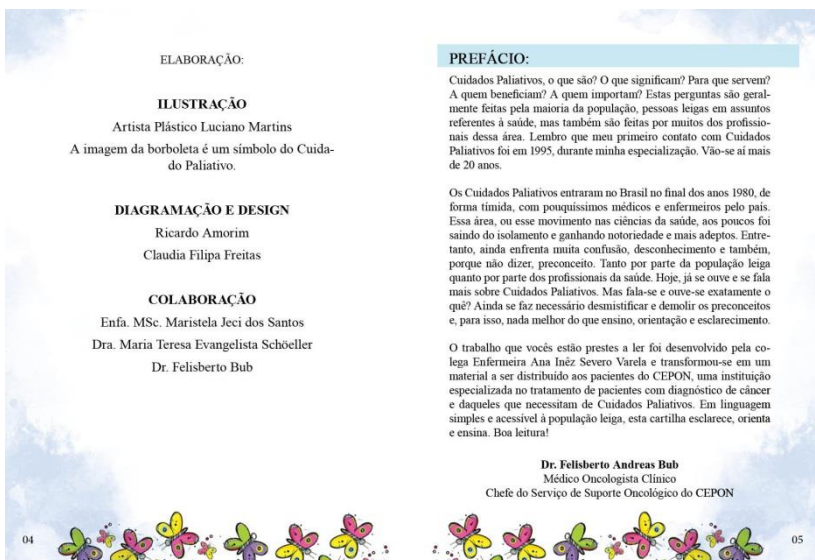 ELABORAÇÃO:
ILUSTRAÇÃO
Artista Plástico Luciano Martins
A imagem da borboleta é um símbolo do Cuida-
do Paliativo.
DIAGRAMAÇÃO E DESIGN
Ricardo Amorim
Claudia Filipa Freitas
COLABORAÇÃO
Enfa. MSc. Maristela Jeci dos Santos
Dra. Maria Teresa Evangelista Schöeller
Dr. Felisberto Bub
04
PREFÁCIO:
Cuidados Paliativos, o que são? O que significam? Para que servem?
A quem beneficiam? A quem importam? Estas perguntas são geral-
mente feitas pela maioria da população, pessoas leigas em assuntos
referentes à saúde, mas também são feitas por muitos dos profissio-
nais dessa área. Lembro que meu primeiro contato com Cuidados
Paliativos foi em 1995, durante minha especialização. Vão-se aí mais
de 20 anos.
Os Cuidados Paliativos entraram no Brasil no final dos anos 1980, de
forma tímida, com pouquíssimos médicos e enfermeiros pelo país.
Essa área, ou esse movimento nas ciências da saúde, aos poucos foi
saindo do isolamento e ganhando notoriedade e mais adeptos. Entre-
tanto, ainda enfrenta muita confusão, desconhecimento e também,
porque não dizer, preconceito. Tanto por parte da população leiga
quanto por parte dos profissionais da saúde. Hoje, já se ouve e se fala
mais sobre Cuidados Paliativos. Mas fala-se e ouve-se exatamente o
quê? Ainda se faz necessário desmistificar e demolir os preconceitos
e, para isso, nada melhor do que ensino, orientação e esclarecimento.
O trabalho que vocês estão prestes a ler foi desenvolvido pela co-
lega Enfermeira Ana Inêz Severo Varela e transformou-se em um
material a ser distribuído aos pacientes do CEPON, uma instituição
especializada no tratamento de pacientes com diagnóstico de câncer
e daqueles que necessitam de Cuidados Paliativos. Em linguagem
simples e acessível à população leiga, esta cartilha esclarece, orienta
e ensina. Boa leitura!
Dr. Felisberto Andreas Bub
Médico Oncologista Clínico
Chefe do Serviço de Suporte Oncológico do CEPON
05